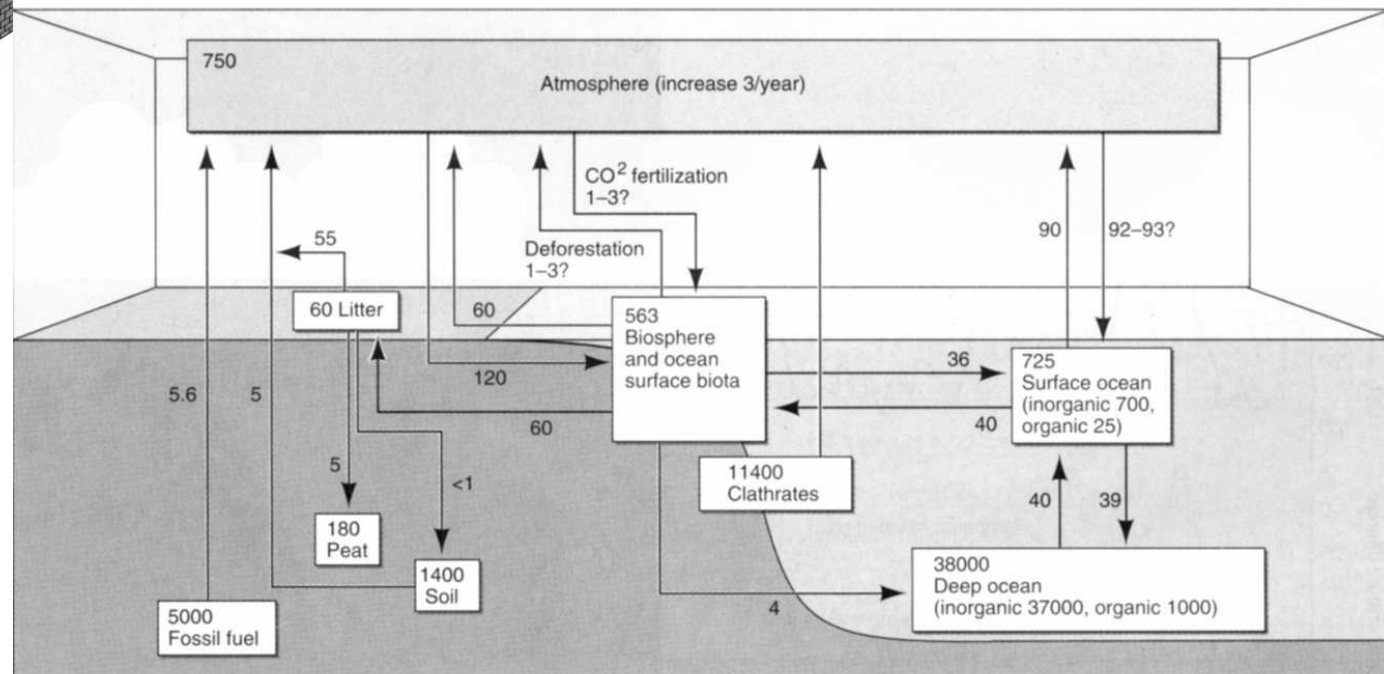 750
Atmosphere (increase 3/year)
CO² fertilization
1–3?
90
92–93?
55
Deforestation
1–3?
60 Litter
60
563
Biosphere
and ocean
surface biota
725
Surface ocean
(inorganic 700,
organic 25)
36
5.6
5
120
40
60
11400
Clathrates
5
<1
40
39
180
Peat
1400
Soil
38000
Deep ocean
(inorganic 37000, organic 1000)
4
5000
Fossil fuel